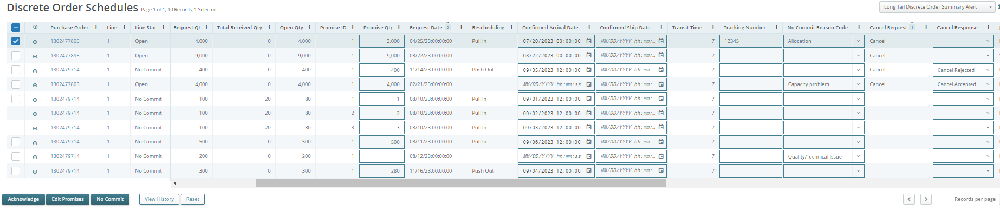 Discrete Order Schedules Page 1 of 1; 10 Records, 1 Selected Long Tail Discrete Order Summary Alert
Purchase Order Line Line State Request Qt Total Received Qty. Open Qty Promise ID Promise Qty Request Date 5 Rescheduling Confirmed Arrival Date Confirmed Ship Date Transit Time Tracking Number No Commit Reason Code Cancel Request 1 Cancel Response
1302477806 1 Open 4,000 0 4,000 1 3,000 04/25/23:00:00:00 Pull In 07/20/2023 00:00:00 MM/DD/YYYY hh:mm:… 7 12345 Allocation Cancel
1302477895 1 Open 9,000 0 9,000 1 9,000 08/22/23:00:00:00 08/22/2023 00:00:00 MM/DD/YYYY hh:mm:… 7 Cancel
1302479714 1 No Commit 400 0 400 1 400 11/14/23:00:00:00 Push Out 09/05/2023 12:00:00 MM/DD/YYYY hh:mm:… 7 Cancel Cancel Rejected
1302477803 1 Open 4,000 0 4,000 1 4,000 02/21/23:00:00:00 MM/DD/YYYY hh:mm:ss MM/DD/YYYY hh:mm:… 7 Capacity problem Cancel Cancel Accepted
1302479714 1 No Commit 100 20 80 1 1 08/10/23:00:00:00 Pull In 09/01/2023 12:00:00 MM/DD/YYYY hh:mm:… 7
1302479714 1 No Commit 100 20 80 2 2 08/10/23:00:00:00 Pull In 09/02/2023 12:00:00 MM/DD/YYYY hh:mm:… 7
1302479714 1 No Commit 100 20 80 3 3 08/10/23:00:00:00 Pull In 09/03/2023 12:00:00 MM/DD/YYYY hh:mm:… 7
1302479714 1 No Commit 500 0 500 1 500 08/11/23:00:00:00 Pull In 09/06/2023 12:00:00 MM/DD/YYYY hh:mm:… 7
1302479714 1 No Commit 200 0 200 1 08/12/23:00:00:00 MM/DD/YYYY hh:mm:ss MM/DD/YYYY hh:mm:… 7 Quality/Technical Issue
1302479714 1 No Commit 300 0 300 1 280 11/16/23:00:00:00 Push Out 09/04/2023 12:00:00 MM/DD/YYYY hh:mm:… 7
Acknowledge Edit Promises No Commit View History Reset Records per page